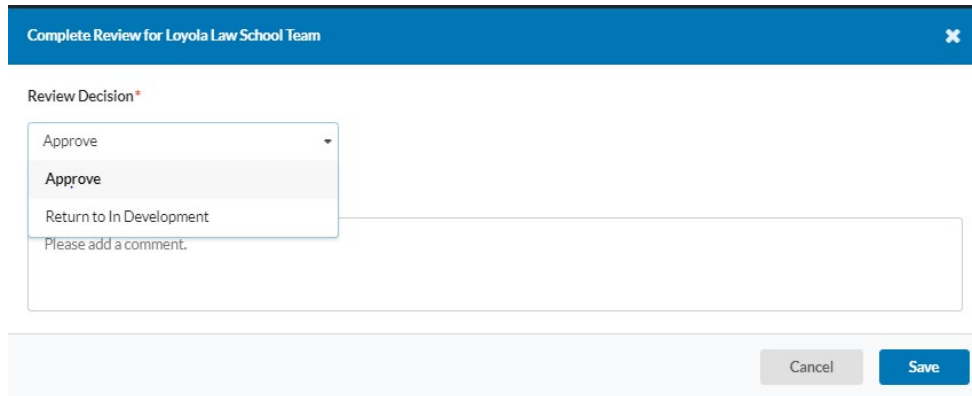 Complete Review for Loyola Law School Team
Review Decision*
Approve
Approve
Return to In Development
Please add a comment.
Cancel
Save